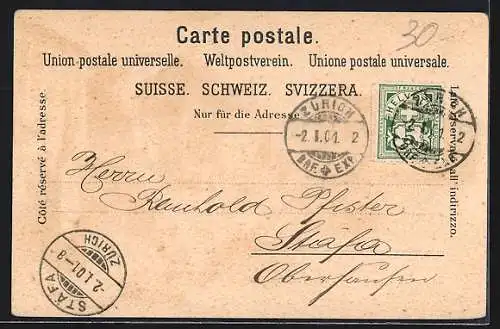 30-
Carte postale.
Union postale universelle. Weltpostverein. Unione postale universale.
SUISSE. SCHWEIZ. SVIZZERA.
Nur für die Adresse
Côté réservé à l'adresse.
Lato riservato all'indirizzo.
ZÜRICH
-2.I.01. 2
BRF. EXP.
HELVETIA
Herrn
Reinhold Pfister
Stäfa
Oberhausen
STÄFA
-2.I.01.-8
ZÜRICH